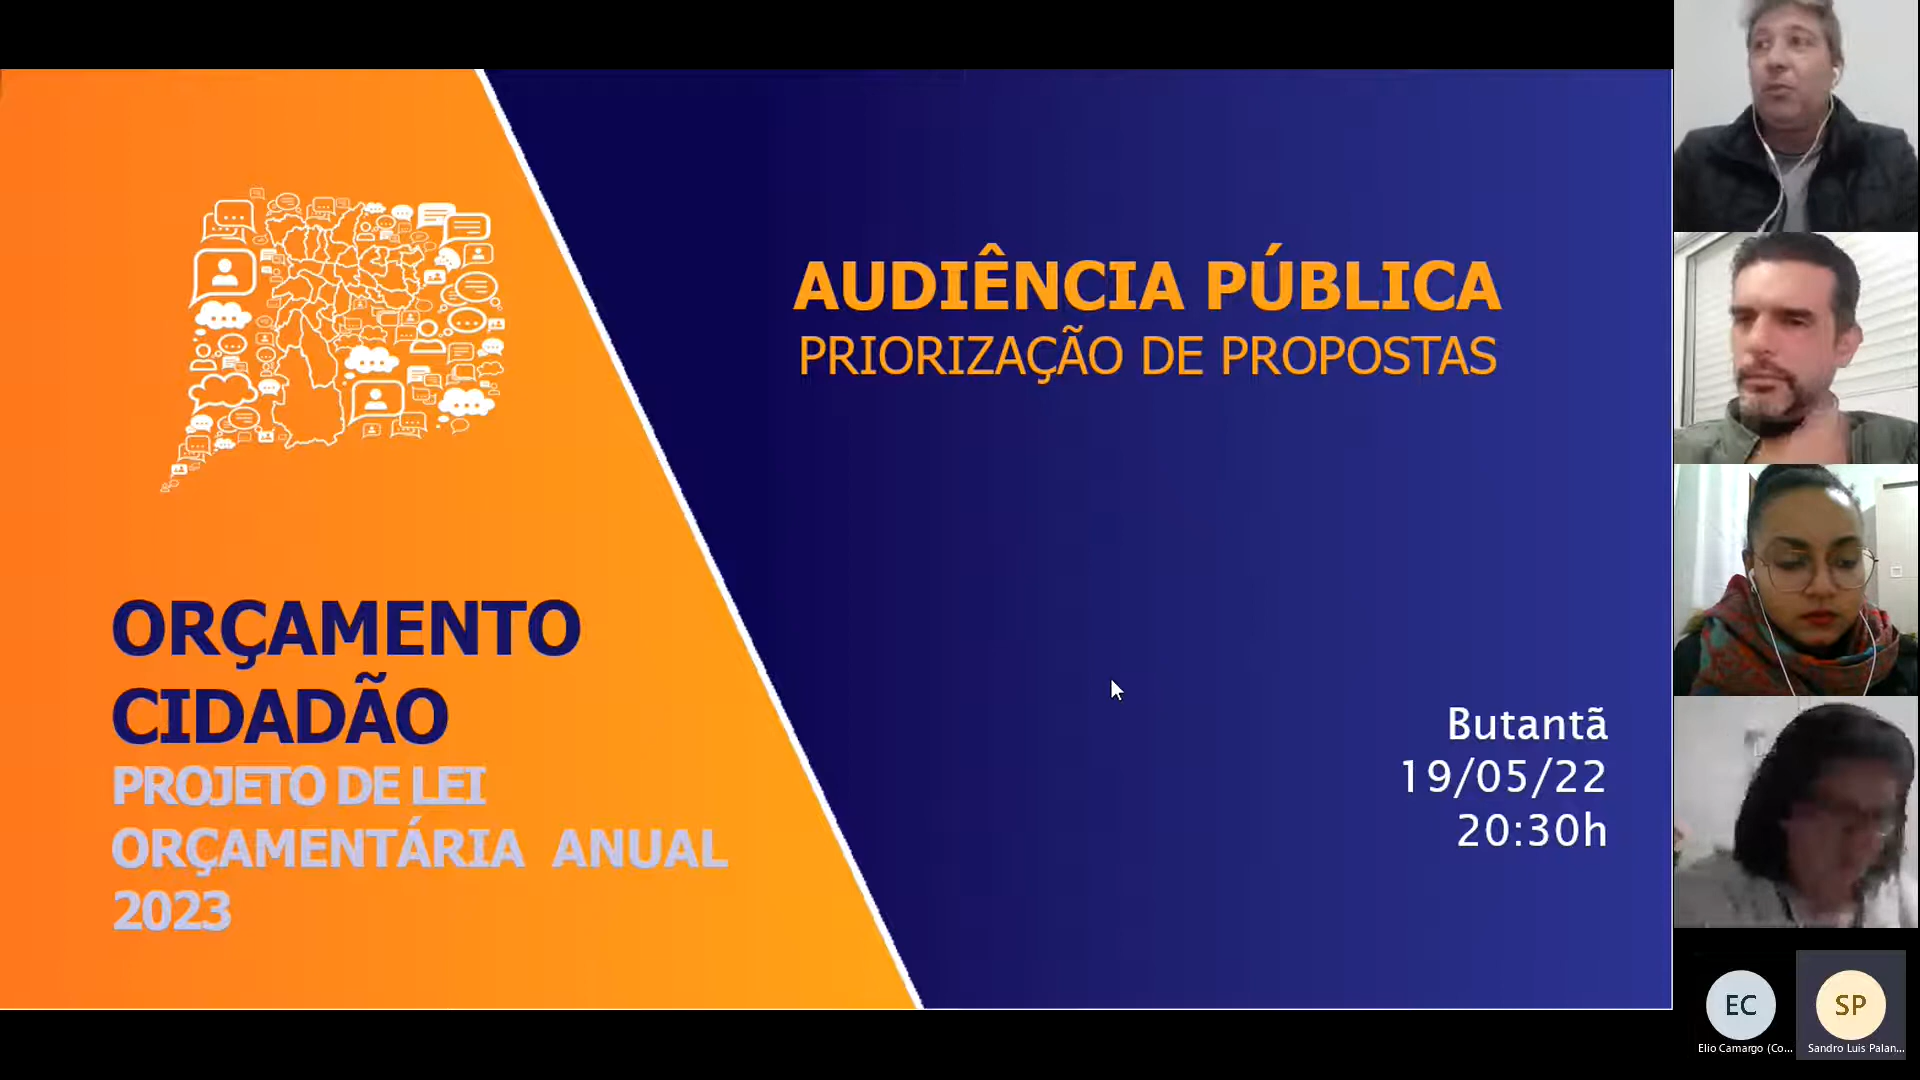 AUDIÊNCIA PÚBLICA
PRIORIZAÇÃO DE PROPOSTAS
ORÇAMENTO
CIDADÃO
PROJETO DE LEI
ORÇAMENTÁRIA ANUAL
2023
Butantã
19/05/22
20:30h
EC
SP
Elio Camargo (Co...
Sandro Luis Palan...